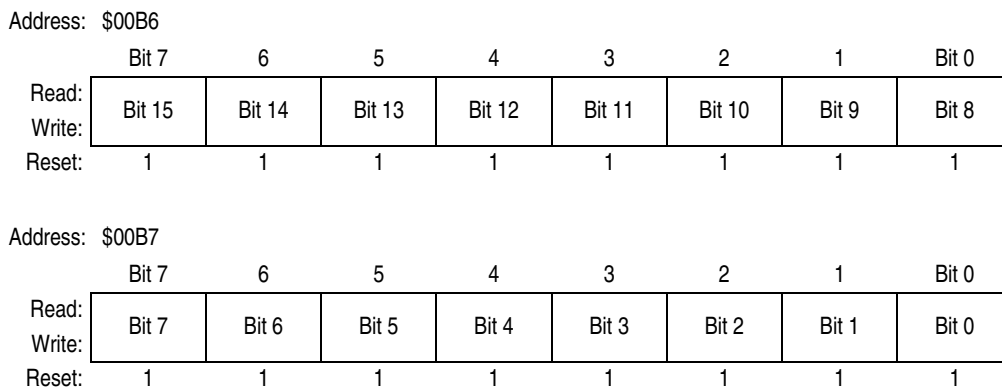 Address: $00B6
Bit 7 6 5 4 3 2 1 Bit 0
Read:
Bit 15 Bit 14 Bit 13 Bit 12 Bit 11 Bit 10 Bit 9 Bit 8
Write:
Reset: 1 1 1 1 1 1 1 1
Address: $00B7
Bit 7 6 5 4 3 2 1 Bit 0
Read:
Bit 7 Bit 6 Bit 5 Bit 4 Bit 3 Bit 2 Bit 1 Bit 0
Write:
Reset: 1 1 1 1 1 1 1 1